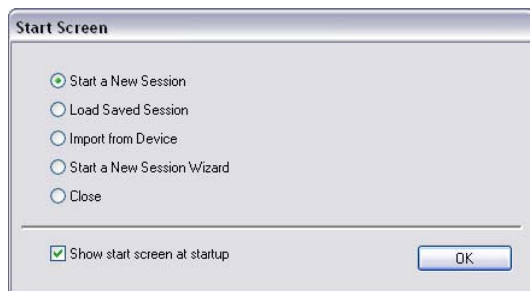 Start Screen
Start a New Session
Load Saved Session
Import from Device
Start a New Session Wizard
Close
Show start screen at startup
OK